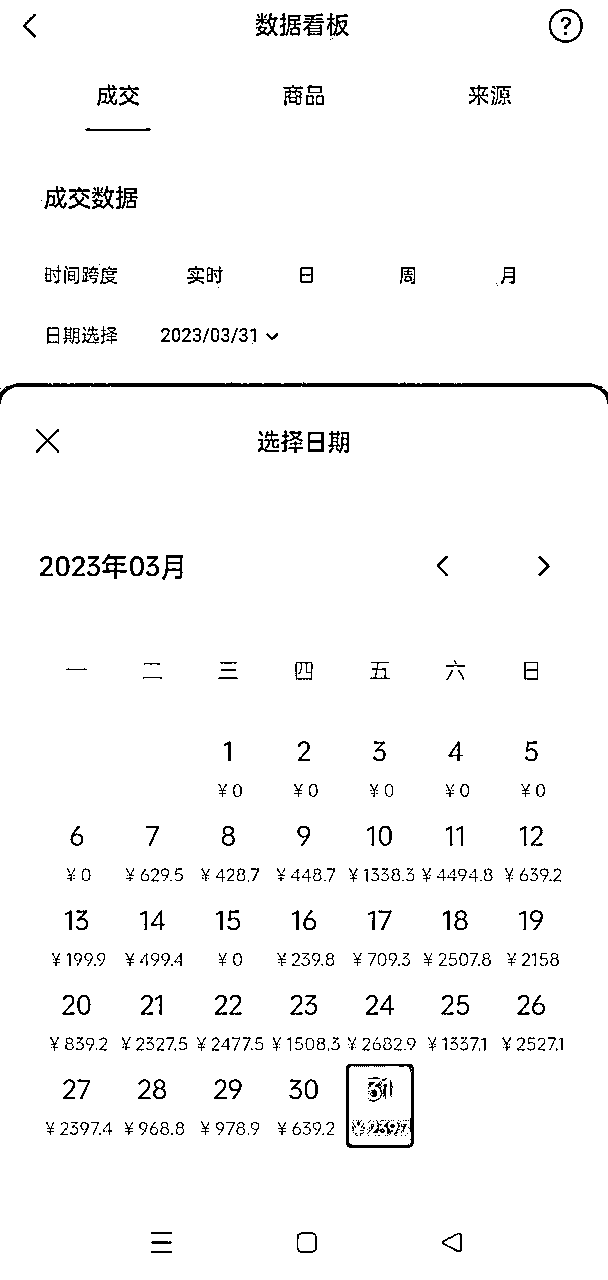 数据看板
成交 商品 来源
成交数据
时间跨度 实时 日 周 月
日期选择 2023/03/31
选择日期
2023年03月
一 二 三 四 五 六 日
1 2 3 4 5
¥0 ¥0 ¥0 ¥0 ¥0
6 7 8 9 10 11 12
¥0 ¥629.5 ¥428.7 ¥448.7 ¥1338.3 ¥4494.8 ¥639.2
13 14 15 16 17 18 19
¥199.9 ¥499.4 ¥0 ¥239.8 ¥709.3 ¥2507.8 ¥2158
20 21 22 23 24 25 26
¥839.2 ¥2327.5 ¥2477.5 ¥1508.3 ¥2682.9 ¥1337.1 ¥2527.1
27 28 29 30 31
¥2397.4 ¥968.8 ¥978.9 ¥639.2